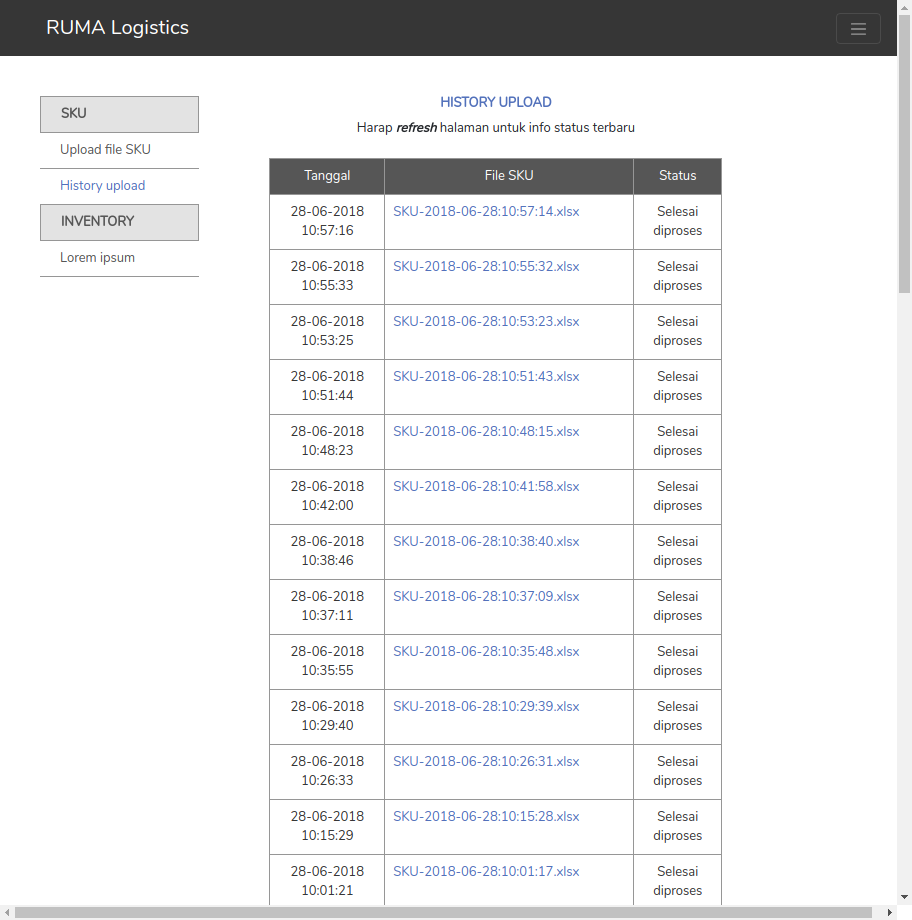 RUMA Logistics
SKU
Upload file SKU
History upload
INVENTORY
Lorem ipsum
HISTORY UPLOAD
Harap refresh halaman untuk info status terbaru
Tanggal File SKU Status
28-06-2018 SKU-2018-06-28:10:57:14.xlsx Selesai
10:57:16 diproses
28-06-2018 SKU-2018-06-28:10:55:32.xlsx Selesai
10:55:33 diproses
28-06-2018 SKU-2018-06-28:10:53:23.xlsx Selesai
10:53:25 diproses
28-06-2018 SKU-2018-06-28:10:51:43.xlsx Selesai
10:51:44 diproses
28-06-2018 SKU-2018-06-28:10:48:15.xlsx Selesai
10:48:23 diproses
28-06-2018 SKU-2018-06-28:10:41:58.xlsx Selesai
10:42:00 diproses
28-06-2018 SKU-2018-06-28:10:38:40.xlsx Selesai
10:38:46 diproses
28-06-2018 SKU-2018-06-28:10:37:09.xlsx Selesai
10:37:11 diproses
28-06-2018 SKU-2018-06-28:10:35:48.xlsx Selesai
10:35:55 diproses
28-06-2018 SKU-2018-06-28:10:29:39.xlsx Selesai
10:29:40 diproses
28-06-2018 SKU-2018-06-28:10:26:31.xlsx Selesai
10:26:33 diproses
28-06-2018 SKU-2018-06-28:10:15:28.xlsx Selesai
10:15:29 diproses
28-06-2018 SKU-2018-06-28:10:01:17.xlsx Selesai
10:01:21 diproses